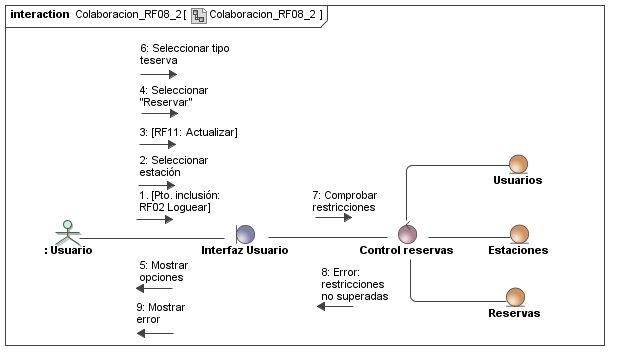 interaction Colaboracion_RF08_2 [ Colaboracion_RF08_2 ]
6: Seleccionar tipo
teserva
4: Seleccionar
"Reservar"
3: [RF11: Actualizar]
2: Seleccionar
estación
1. [Pto. inclusión:
RF02 Loguear]
7: Comprobar
restricciones
Usuarios
: Usuario
Interfaz Usuario
Control reservas
Estaciones
5: Mostrar
opciones
8: Error:
restricciones
no superadas
9: Mostrar
error
Reservas